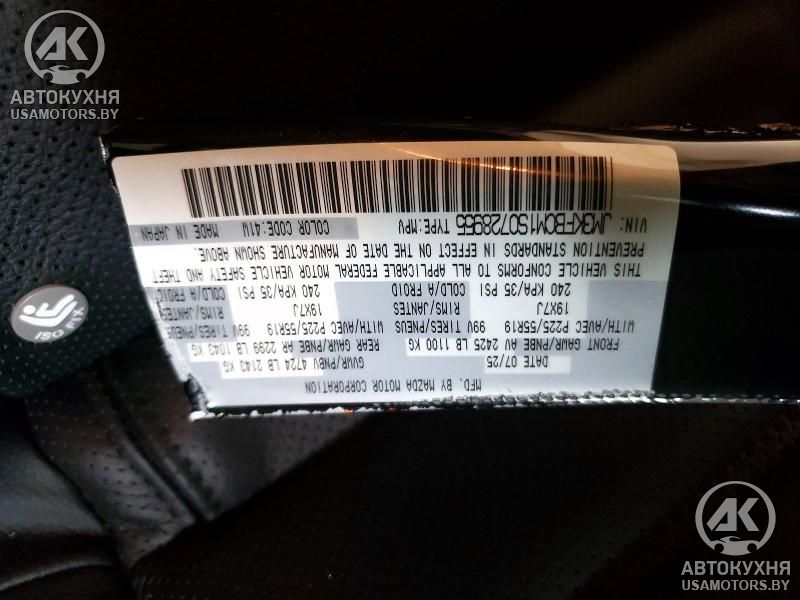 АК
АВТОКУХНЯ
USAMOTORS.BY
MFD. BY MAZDA MOTOR CORPORATION
DATE 07/25
GVWR/PNBV 4724 LB 2143 KG
FRONT GAWR/PNBE AV 2425 LB 1100 KG
REAR GAWR/PNBE AR 2299 LB 1043 KG
WITH/AVEC P225/55R19 99V TIRES/PNEUS
WITH/AVEC P225/55R19 99V TIRES/PNEUS
19X7J RIMS/JANTES
19X7J RIMS/JANTES
240 KPA/35 PSI COLD/A FROID
240 KPA/35 PSI COLD/A FROID
THIS VEHICLE CONFORMS TO ALL APPLICABLE FEDERAL MOTOR VEHICLE SAFETY AND THEFT
PREVENTION STANDARDS IN EFFECT ON THE DATE OF MANUFACTURE SHOWN ABOVE.
VIN: JM3KFBCM1S0728955 TYPE:MPV COLOR CODE:41W MADE IN JAPAN
ISO FIX
АК
АВТОКУХНЯ
USAMOTORS.BY